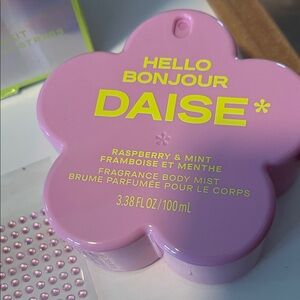 HELLO
BONJOUR
DAISE*
RASPBERRY & MINT
FRAMBOISE ET MENTHE
FRAGRANCE BODY MIST
BRUME PARFUMÉE POUR LE CORPS
3.38 FL OZ/100 mL